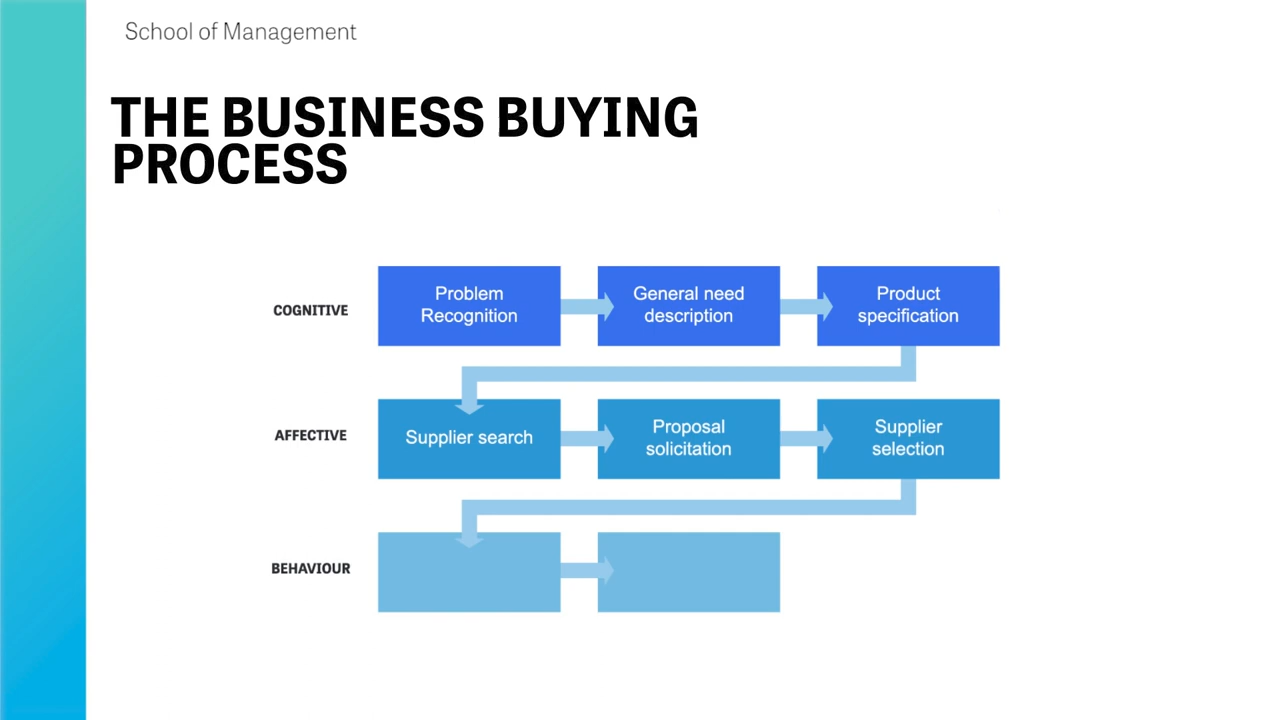 School of Management
THE BUSINESS BUYING
PROCESS
COGNITIVE
Problem
Recognition
General need
description
Product
specification
AFFECTIVE
Supplier search
Proposal
solicitation
Supplier
selection
BEHAVIOUR